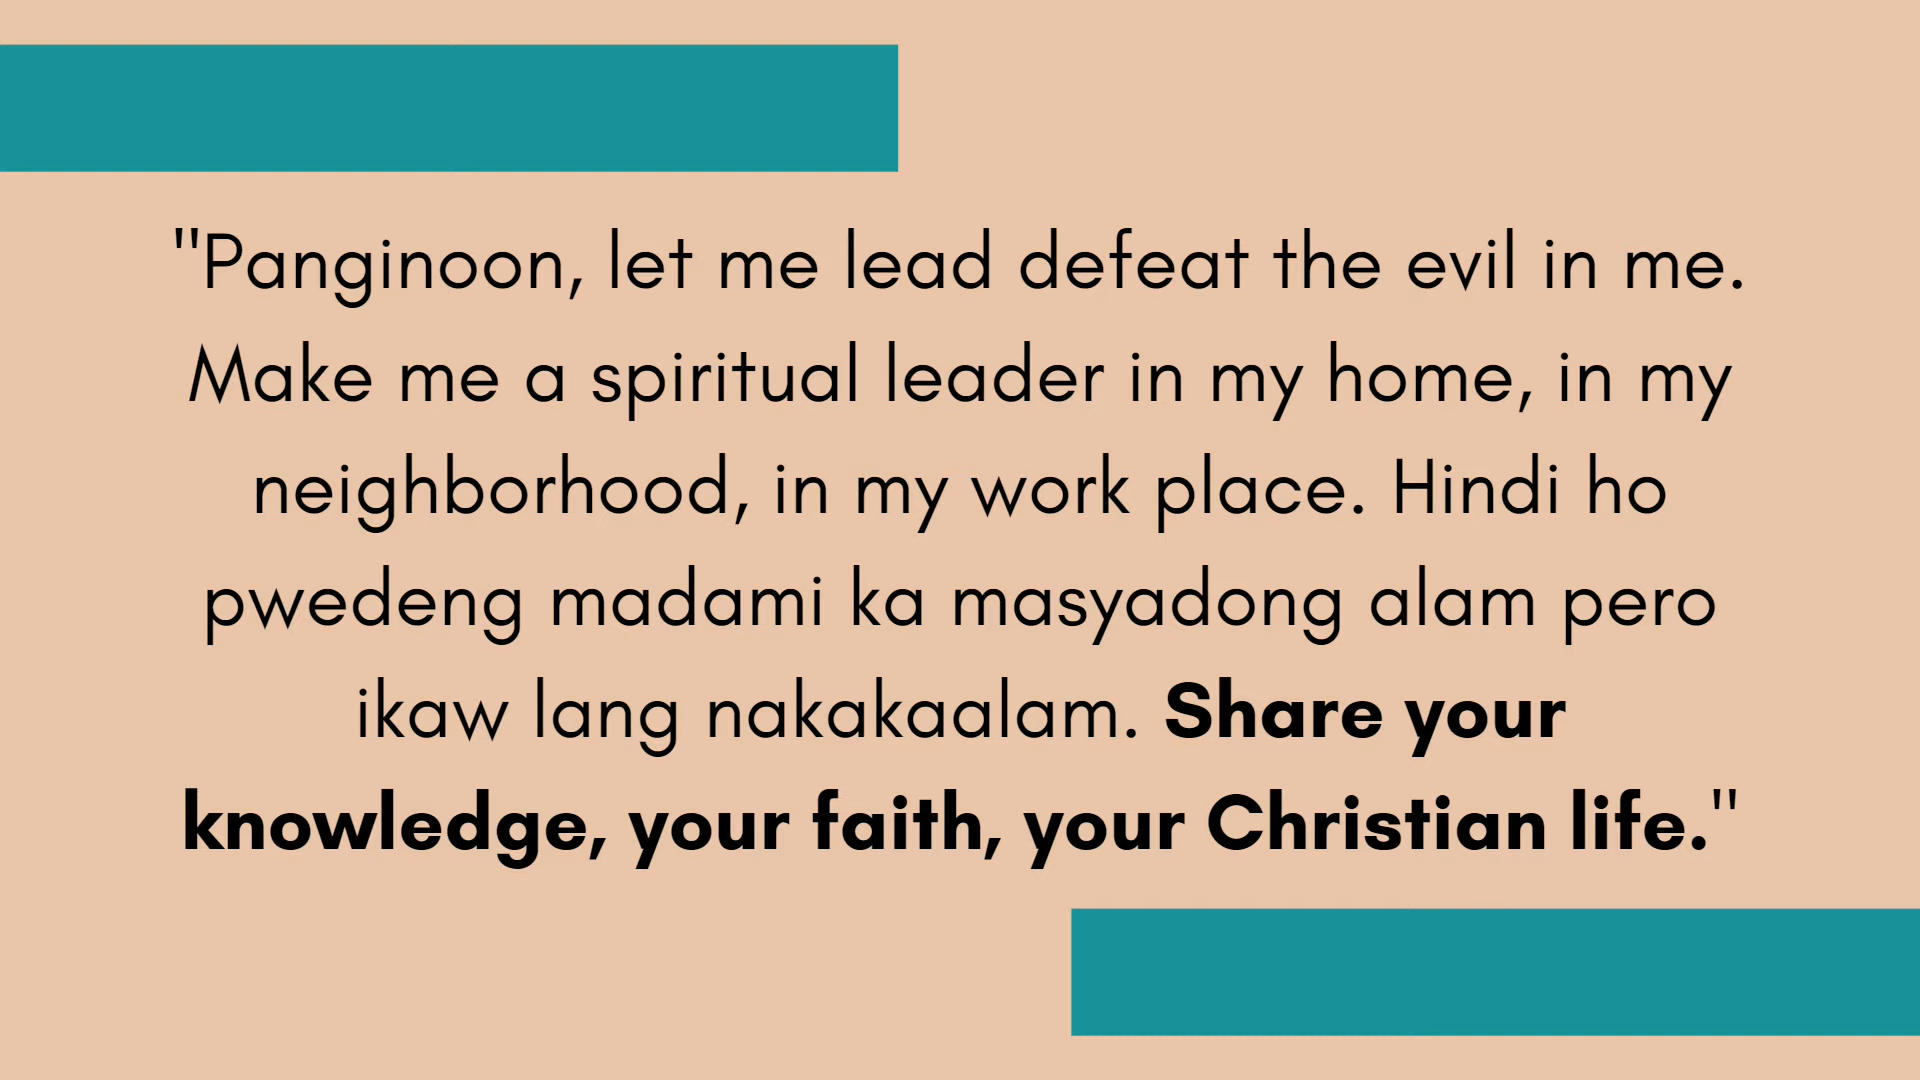 "Panginoon, let me lead defeat the evil in me.
Make me a spiritual leader in my home, in my
neighborhood, in my work place. Hindi ho
pwedeng madami ka masyadong alam pero
ikaw lang nakakaalam. Share your
knowledge, your faith, your Christian life."